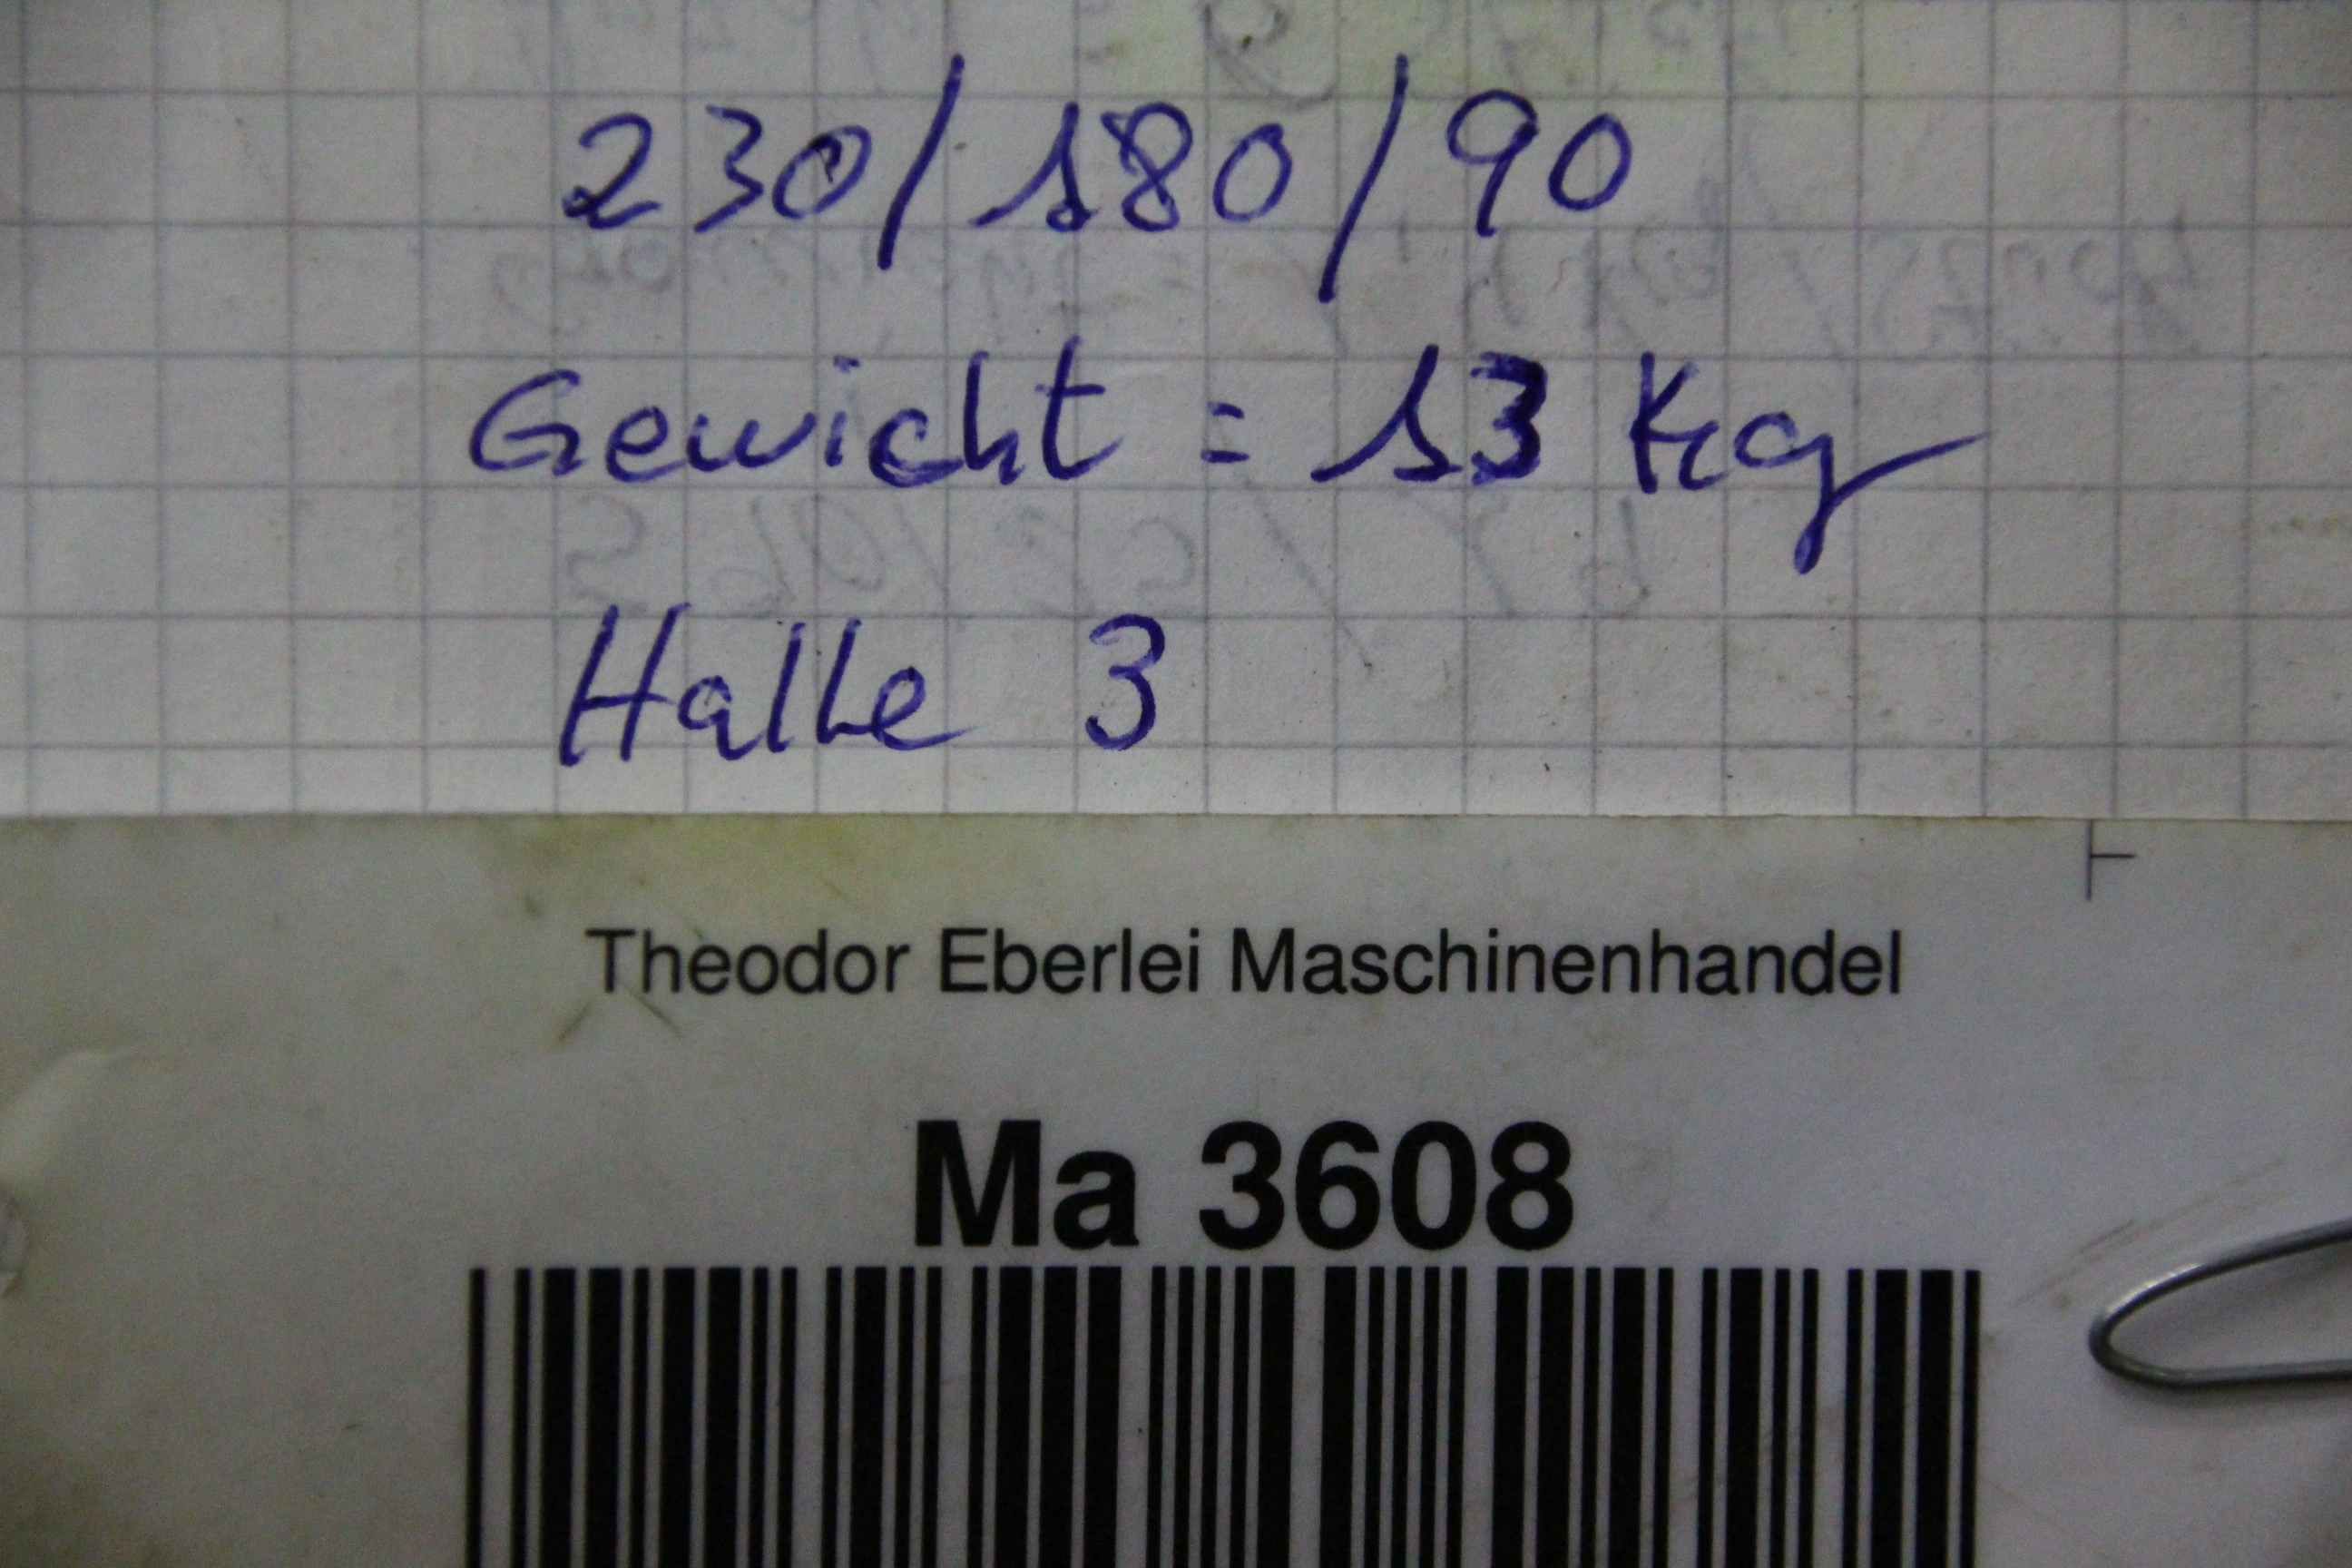 230/180/90
Gewicht = 13 Kg
Halle 3
Theodor Eberlei Maschinenhandel
Ma 3608